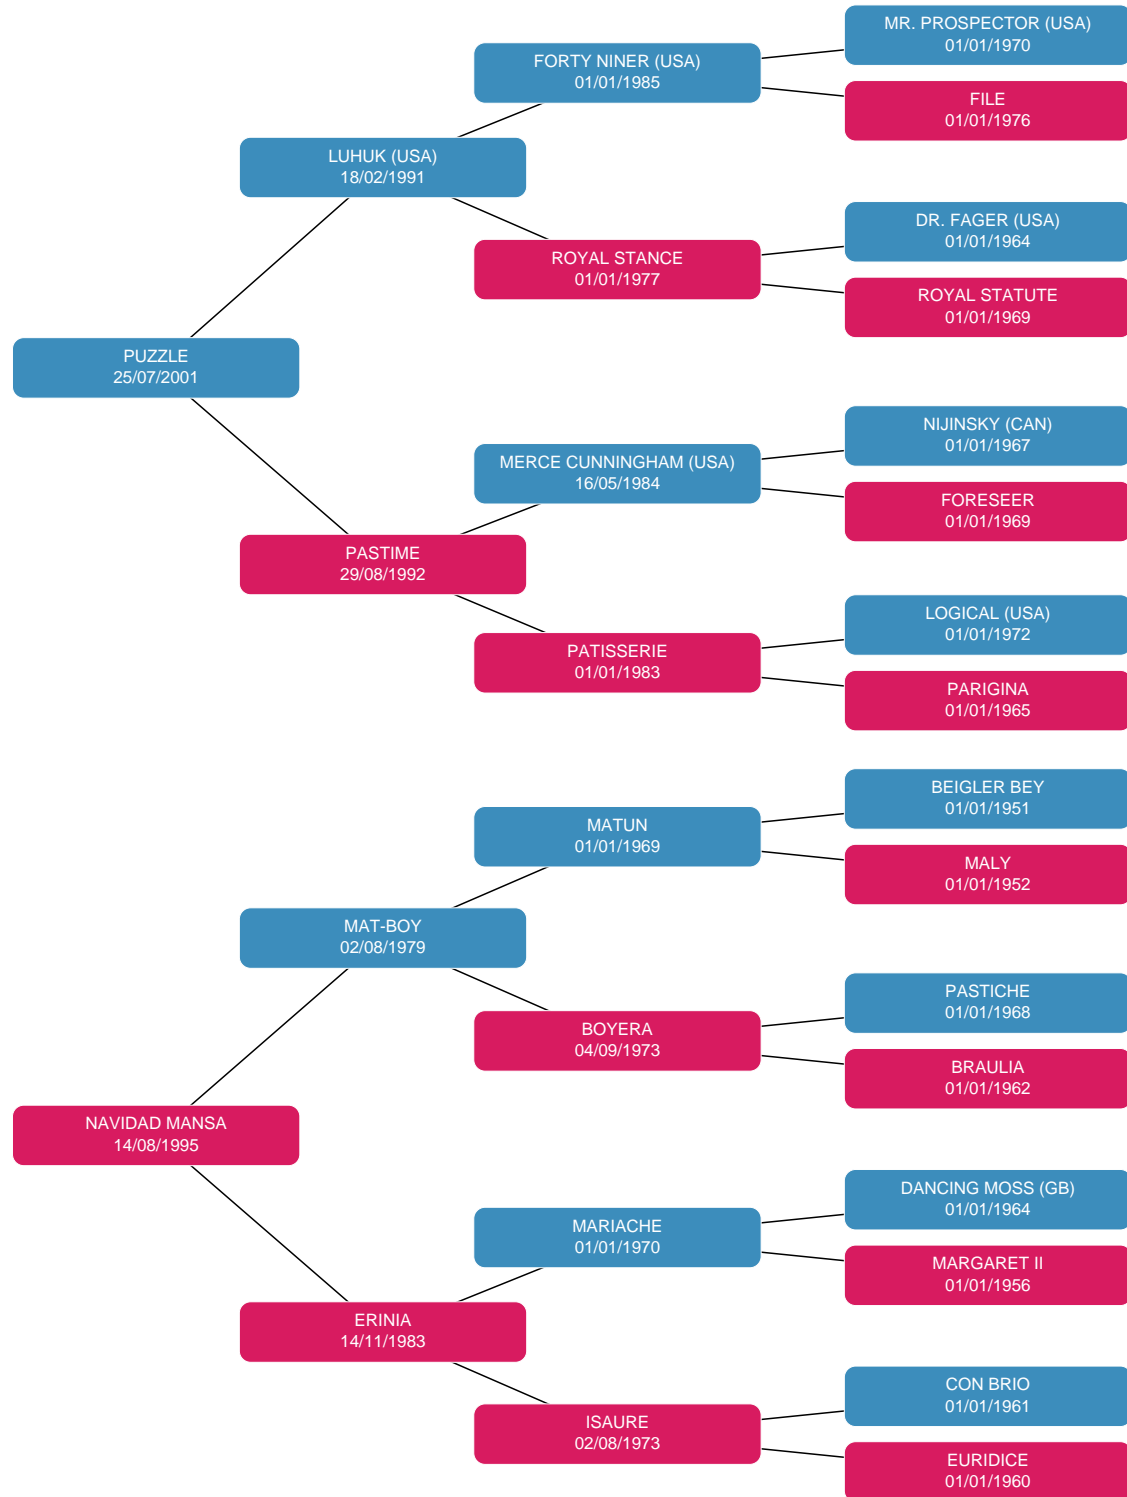 MR. PROSPECTOR (USA)
01/01/1970
FORTY NINER (USA)
01/01/1985
FILE
01/01/1976
LUHUK (USA)
18/02/1991
DR. FAGER (USA)
01/01/1964
ROYAL STANCE
01/01/1977
ROYAL STATUTE
01/01/1969
PUZZLE
25/07/2001
NIJINSKY (CAN)
01/01/1967
MERCE CUNNINGHAM (USA)
16/05/1984
FORESEER
01/01/1969
PASTIME
29/08/1992
LOGICAL (USA)
01/01/1972
PATISSERIE
01/01/1983
PARIGINA
01/01/1965
BEIGLER BEY
01/01/1951
MATUN
01/01/1969
MALY
01/01/1952
MAT-BOY
02/08/1979
PASTICHE
01/01/1968
BOYERA
04/09/1973
BRAULIA
01/01/1962
NAVIDAD MANSA
14/08/1995
DANCING MOSS (GB)
01/01/1964
MARIACHE
01/01/1970
MARGARET II
01/01/1956
ERINIA
14/11/1983
CON BRIO
01/01/1961
ISAURE
02/08/1973
EURIDICE
01/01/1960